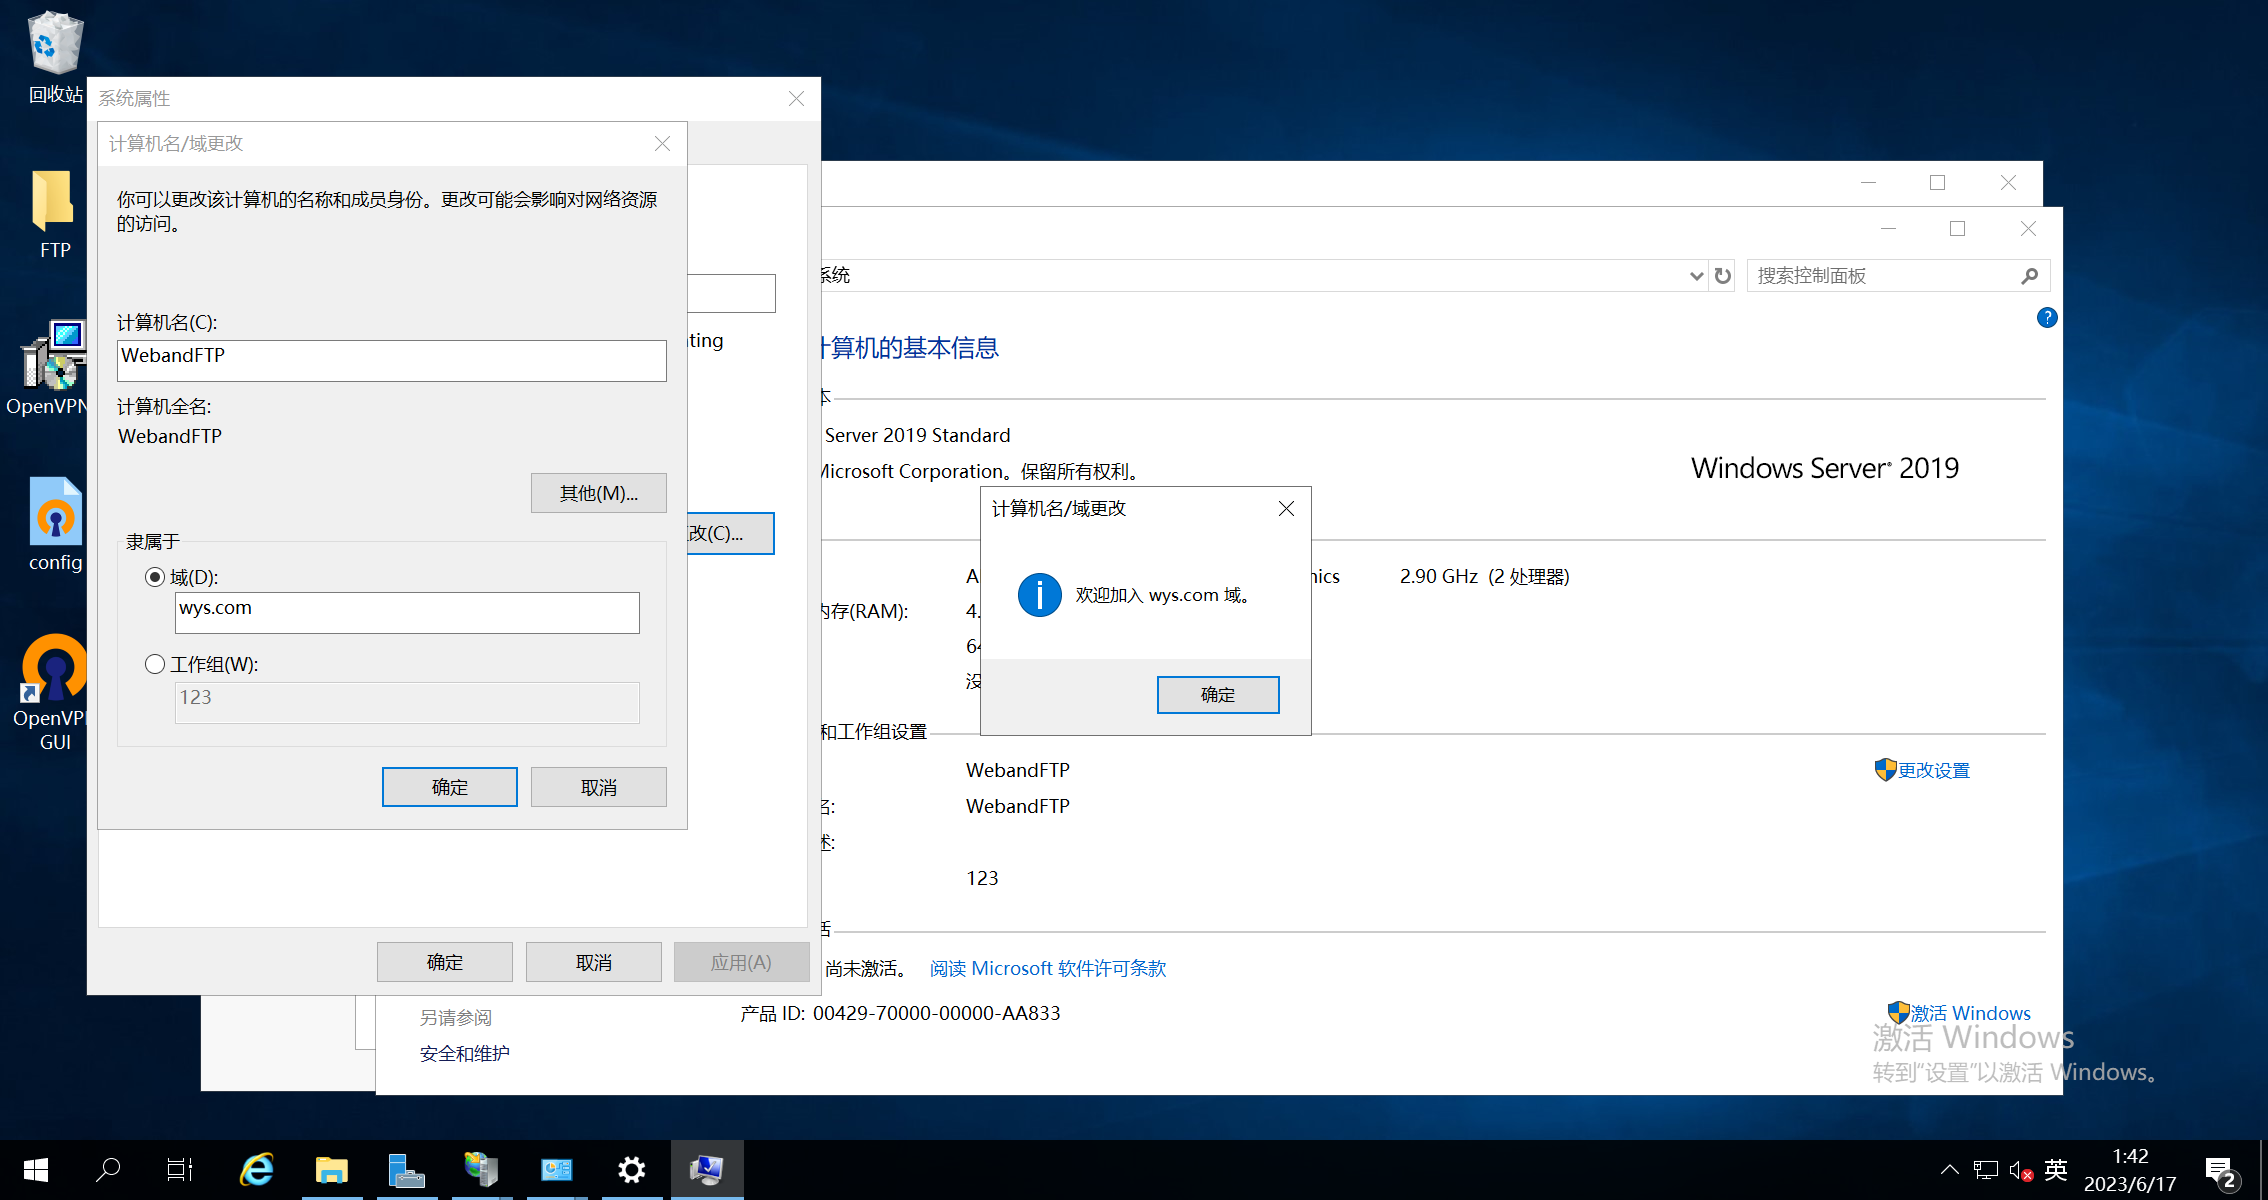 回收站
FTP
OpenVPN
config
OpenVPN
GUI
系统属性
计算机名/域更改
你可以更改该计算机的名称和成员身份。更改可能会影响对网络资源
的访问。
计算机名(C):
WebandFTP
计算机全名:
WebandFTP
其他(M)...
隶属于
域(D):
wys.com
工作组(W):
123
确定
取消
ting
改(C)...
确定
取消
应用(A)
系统
搜索控制面板
计算机的基本信息
本
Server 2019 Standard
Microsoft Corporation。保留所有权利。
Windows Server 2019
A
nics
2.90 GHz (2 处理器)
内存(RAM):
4.
64
没
和工作组设置
WebandFTP
更改设置
名:
WebandFTP
述:
123
活
尚未激活。 阅读 Microsoft 软件许可条款
产品 ID: 00429-70000-00000-AA833
激活 Windows
另请参阅
安全和维护
激活 Windows
转到“设置”以激活 Windows。
计算机名/域更改
欢迎加入 wys.com 域。
确定
英
1:42
2023/6/17
2